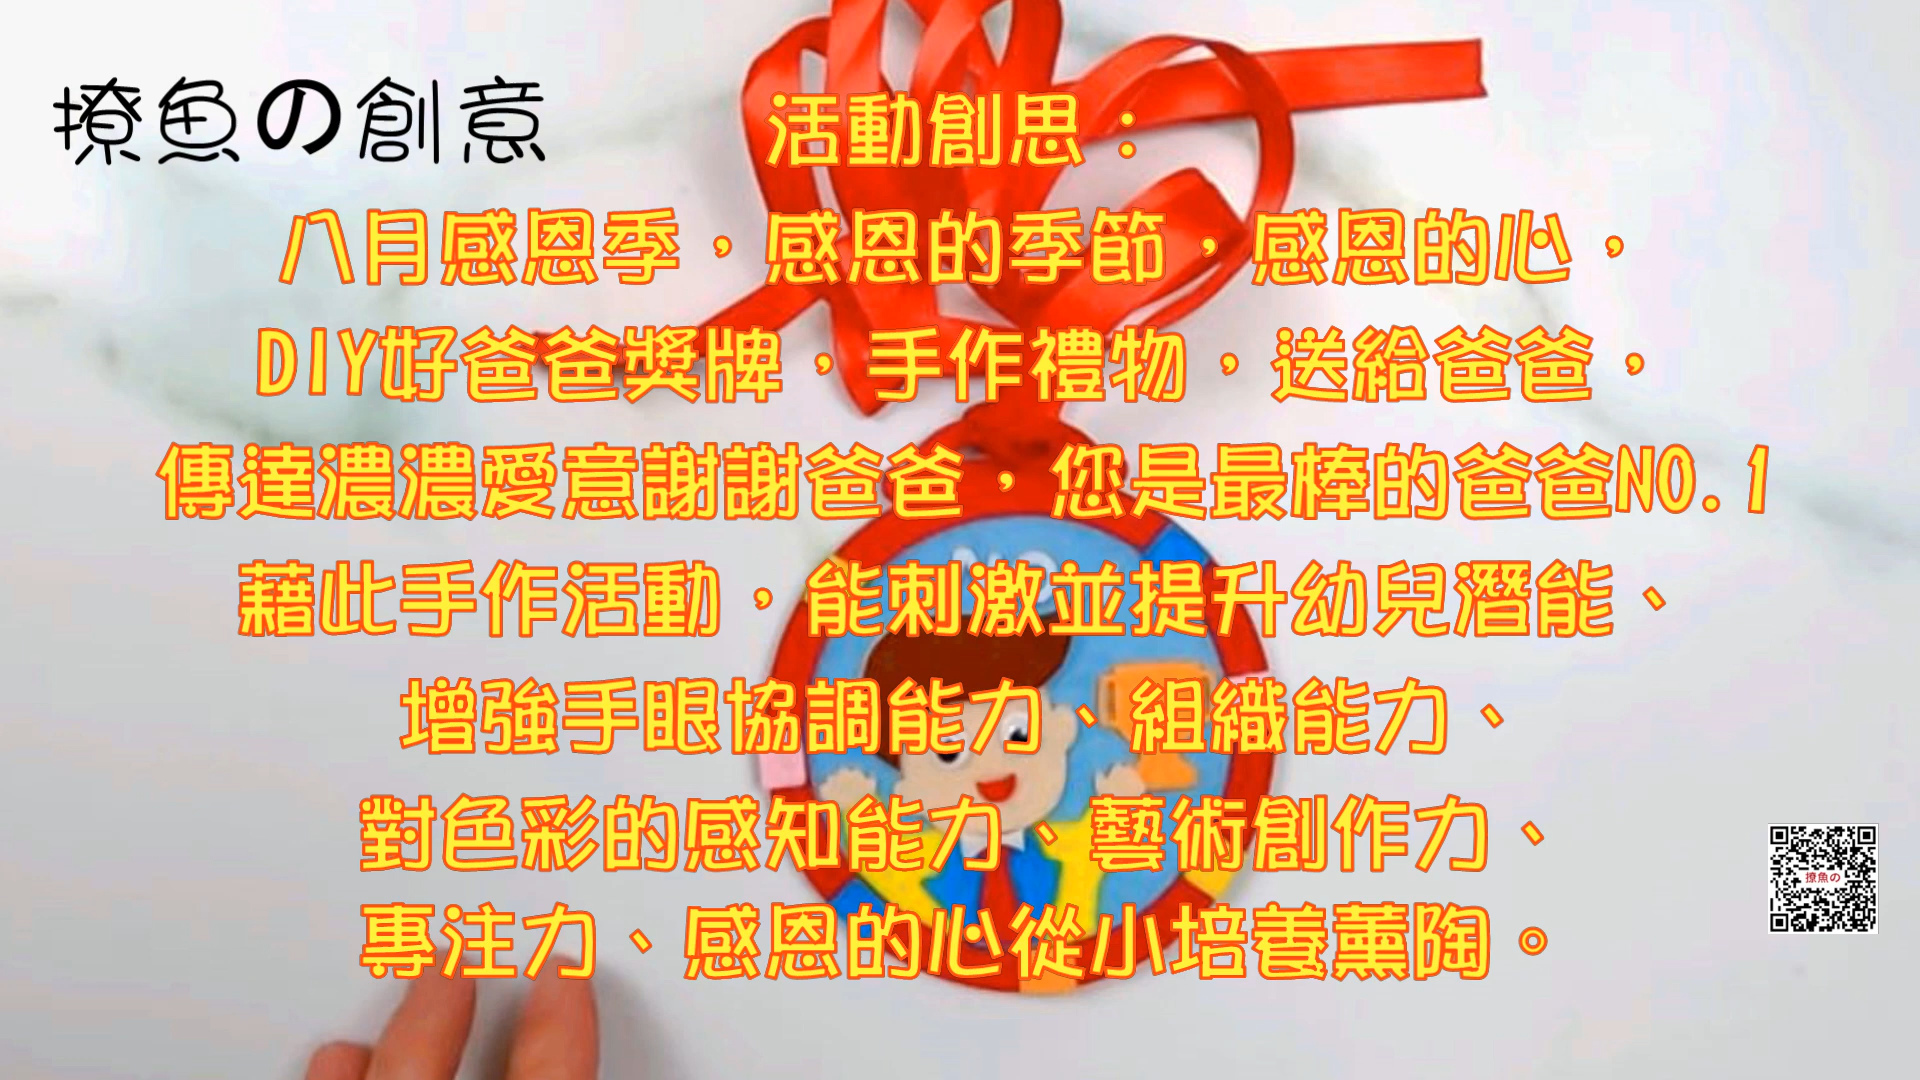 撩魚の創意
活動創思：
八月感恩季，感恩的季節，感恩的心，
DIY好爸爸獎牌，手作禮物，送給爸爸，
傳達濃濃愛意謝謝爸爸，您是最棒的爸爸NO.1
藉此手作活動，能刺激並提升幼兒潛能、
增強手眼協調能力、組織能力、
對色彩的感知能力、藝術創作力、
專注力、感恩的心從小培養薰陶。
NO
撩魚の